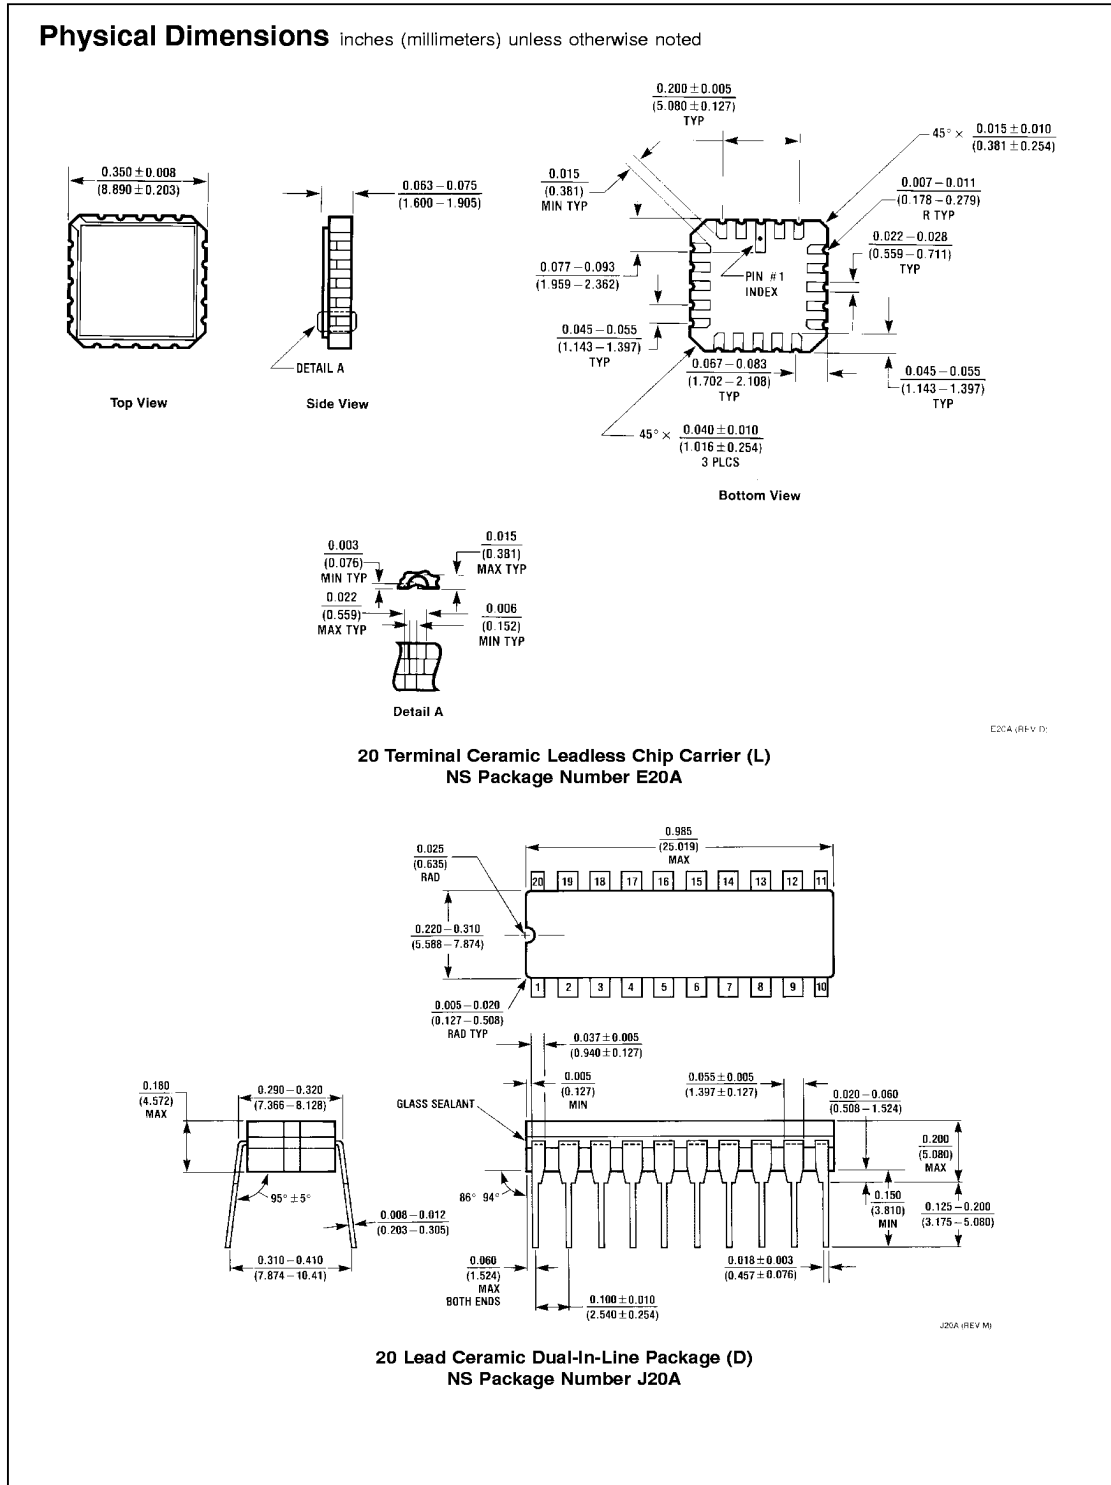 Physical Dimensions inches (millimeters) unless otherwise noted
0.350 ± 0.008
(8.890 ± 0.203)
Top View
0.063 – 0.075
(1.600 – 1.905)
DETAIL A
Side View
0.200 ± 0.005
(5.080 ± 0.127)
TYP
45° × 0.015 ± 0.010
(0.381 ± 0.254)
0.015
(0.381)
MIN TYP
0.007 – 0.011
(0.178 – 0.279)
R TYP
0.022 – 0.028
(0.559 – 0.711)
TYP
0.077 – 0.093
(1.959 – 2.362)
PIN #1
INDEX
0.045 – 0.055
(1.143 – 1.397)
TYP
0.067 – 0.083
(1.702 – 2.108)
TYP
0.045 – 0.055
(1.143 – 1.397)
TYP
45° × 0.040 ± 0.010
(1.016 ± 0.254)
3 PLCS
Bottom View
0.003
(0.076)
MIN TYP
0.015
(0.381)
MAX TYP
0.022
(0.559)
MAX TYP
0.006
(0.152)
MIN TYP
Detail A
E20A (REV D)
20 Terminal Ceramic Leadless Chip Carrier (L)
NS Package Number E20A
0.985
(25.019)
MAX
0.025
(0.635)
RAD
20 19 18 17 16 15 14 13 12 11
0.220 – 0.310
(5.588 – 7.874)
1 2 3 4 5 6 7 8 9 10
0.005 – 0.020
(0.127 – 0.508)
RAD TYP
0.037 ± 0.005
(0.940 ± 0.127)
0.180
(4.572)
MAX
0.290 – 0.320
(7.366 – 8.128)
0.005
(0.127)
MIN
0.055 ± 0.005
(1.397 ± 0.127)
0.020 – 0.060
(0.508 – 1.524)
GLASS SEALANT
0.200
(5.080)
MAX
95° ± 5°
86° 94°
0.150
(3.810)
MIN
0.125 – 0.200
(3.175 – 5.080)
0.008 – 0.012
(0.203 – 0.305)
0.310 – 0.410
(7.874 – 10.41)
0.060
(1.524)
MAX
BOTH ENDS
0.018 ± 0.003
(0.457 ± 0.076)
0.100 ± 0.010
(2.540 ± 0.254)
J20A (REV M)
20 Lead Ceramic Dual-In-Line Package (D)
NS Package Number J20A